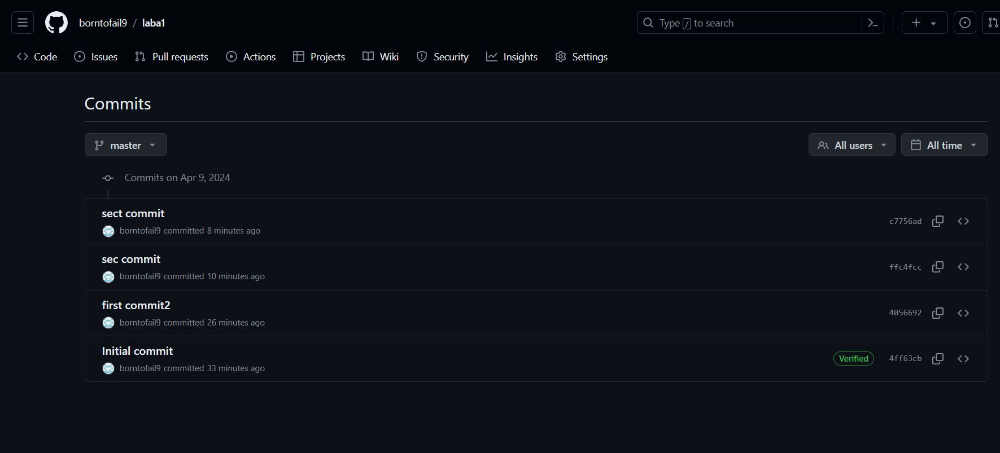 borntofail9 / laba1
Type / to search
Code Issues Pull requests Actions Projects Wiki Security Insights Settings
Commits
master
All users All time
Commits on Apr 9, 2024
sect commit
borntofail9 committed 8 minutes ago
c7756ad
sec commit
borntofail9 committed 10 minutes ago
ffc4fcc
first commit2
borntofail9 committed 26 minutes ago
4056692
Initial commit
borntofail9 committed 33 minutes ago
Verified 4ff63cb